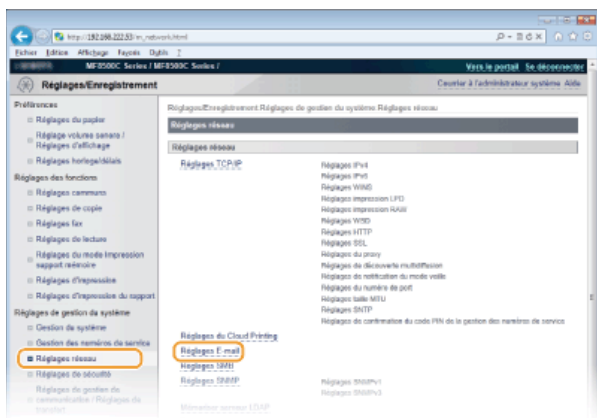 http://192.168.222.53/m_network.html
Fichier Edition Affichage Favoris Outils ?
MF8500C Series / MF8500C Series /
Vers le portail Se déconnecter
Réglages/Enregistrement
Courrier à l'administrateur système Aide
Préférences
Réglages du papier
Réglage volume sonore /
Réglages d'affichage
Réglages horloge/délais
Réglages des fonctions
Réglages communs
Réglages de copie
Réglages fax
Réglages de lecture
Réglages du mode Impression
support mémoire
Réglages d'impression
Réglages d'impression du rapport
Réglages de gestion du système
Gestion de système
Gestion des numéros de service
Réglages réseau
Réglages de sécurité
Réglages de gestion de
communication / Réglages de
transfert
Réglages/Enregistrement:Réglages de gestion du système:Réglages réseau
Réglages réseau
Réglages réseau
Réglages TCP/IP
Réglages IPv4
Réglages IPv6
Réglages WINS
Réglages impression LPD
Réglages impression RAW
Réglages WSD
Réglages HTTP
Réglages SSL
Réglages du proxy
Réglages de découverte multidiffusion
Réglages de notification du mode veille
Réglages du numéro de port
Réglages taille MTU
Réglages SNTP
Réglages de confirmation du code PIN de la gestion des numéros de service
Réglages du Cloud Printing
Réglages E-mail
Réglages SMB
Réglages SNMP
Réglages SNMPv1
Réglages SNMPv3
Mémoriser serveur LDAP